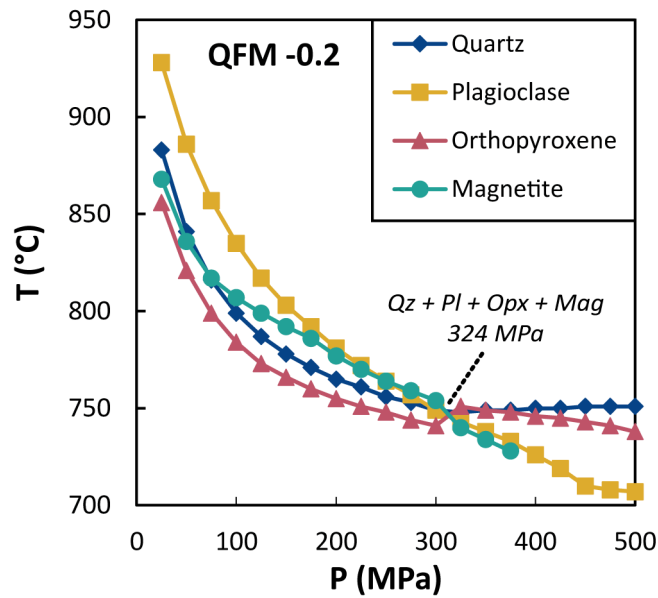 QFM -0.2
Quartz
Plagioclase
Orthopyroxene
Magnetite
950
900
850
800
750
700
T (°C)
Qz + Pl + Opx + Mag
324 MPa
0
100
200
300
400
500
P (MPa)